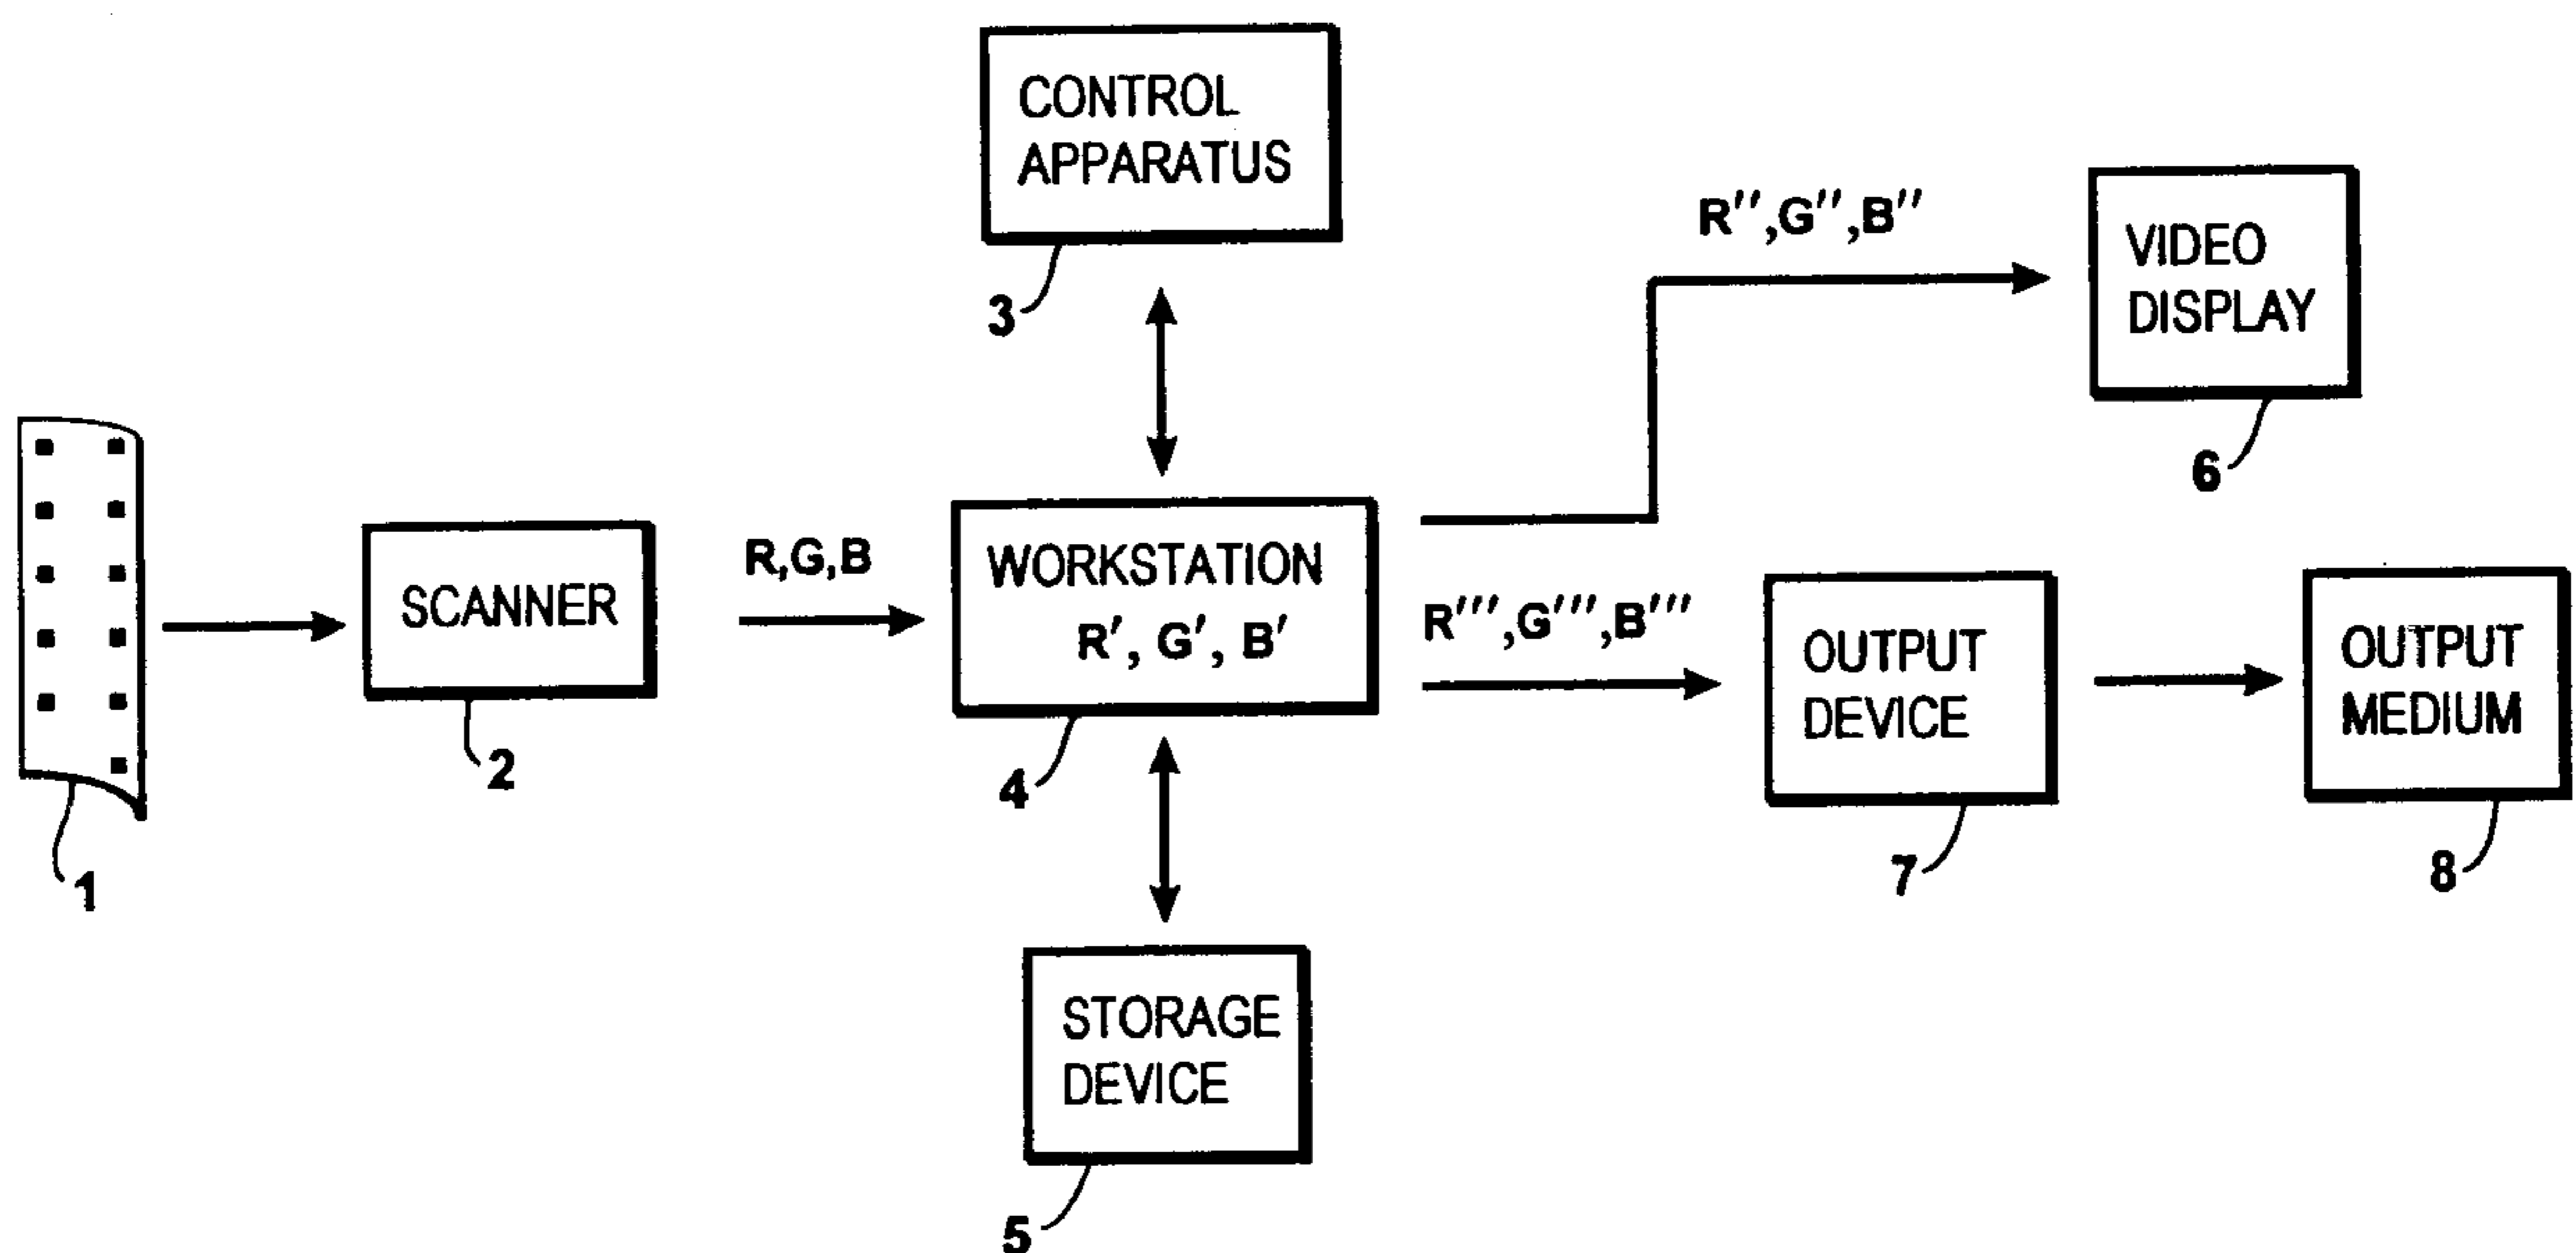 CONTROL
APPARATUS
3
R'',G'',B''
VIDEO
DISPLAY
6
1
SCANNER
2
R,G,B
WORKSTATION
R', G', B'
4
R''',G''',B'''
OUTPUT
DEVICE
7
OUTPUT
MEDIUM
8
STORAGE
DEVICE
5